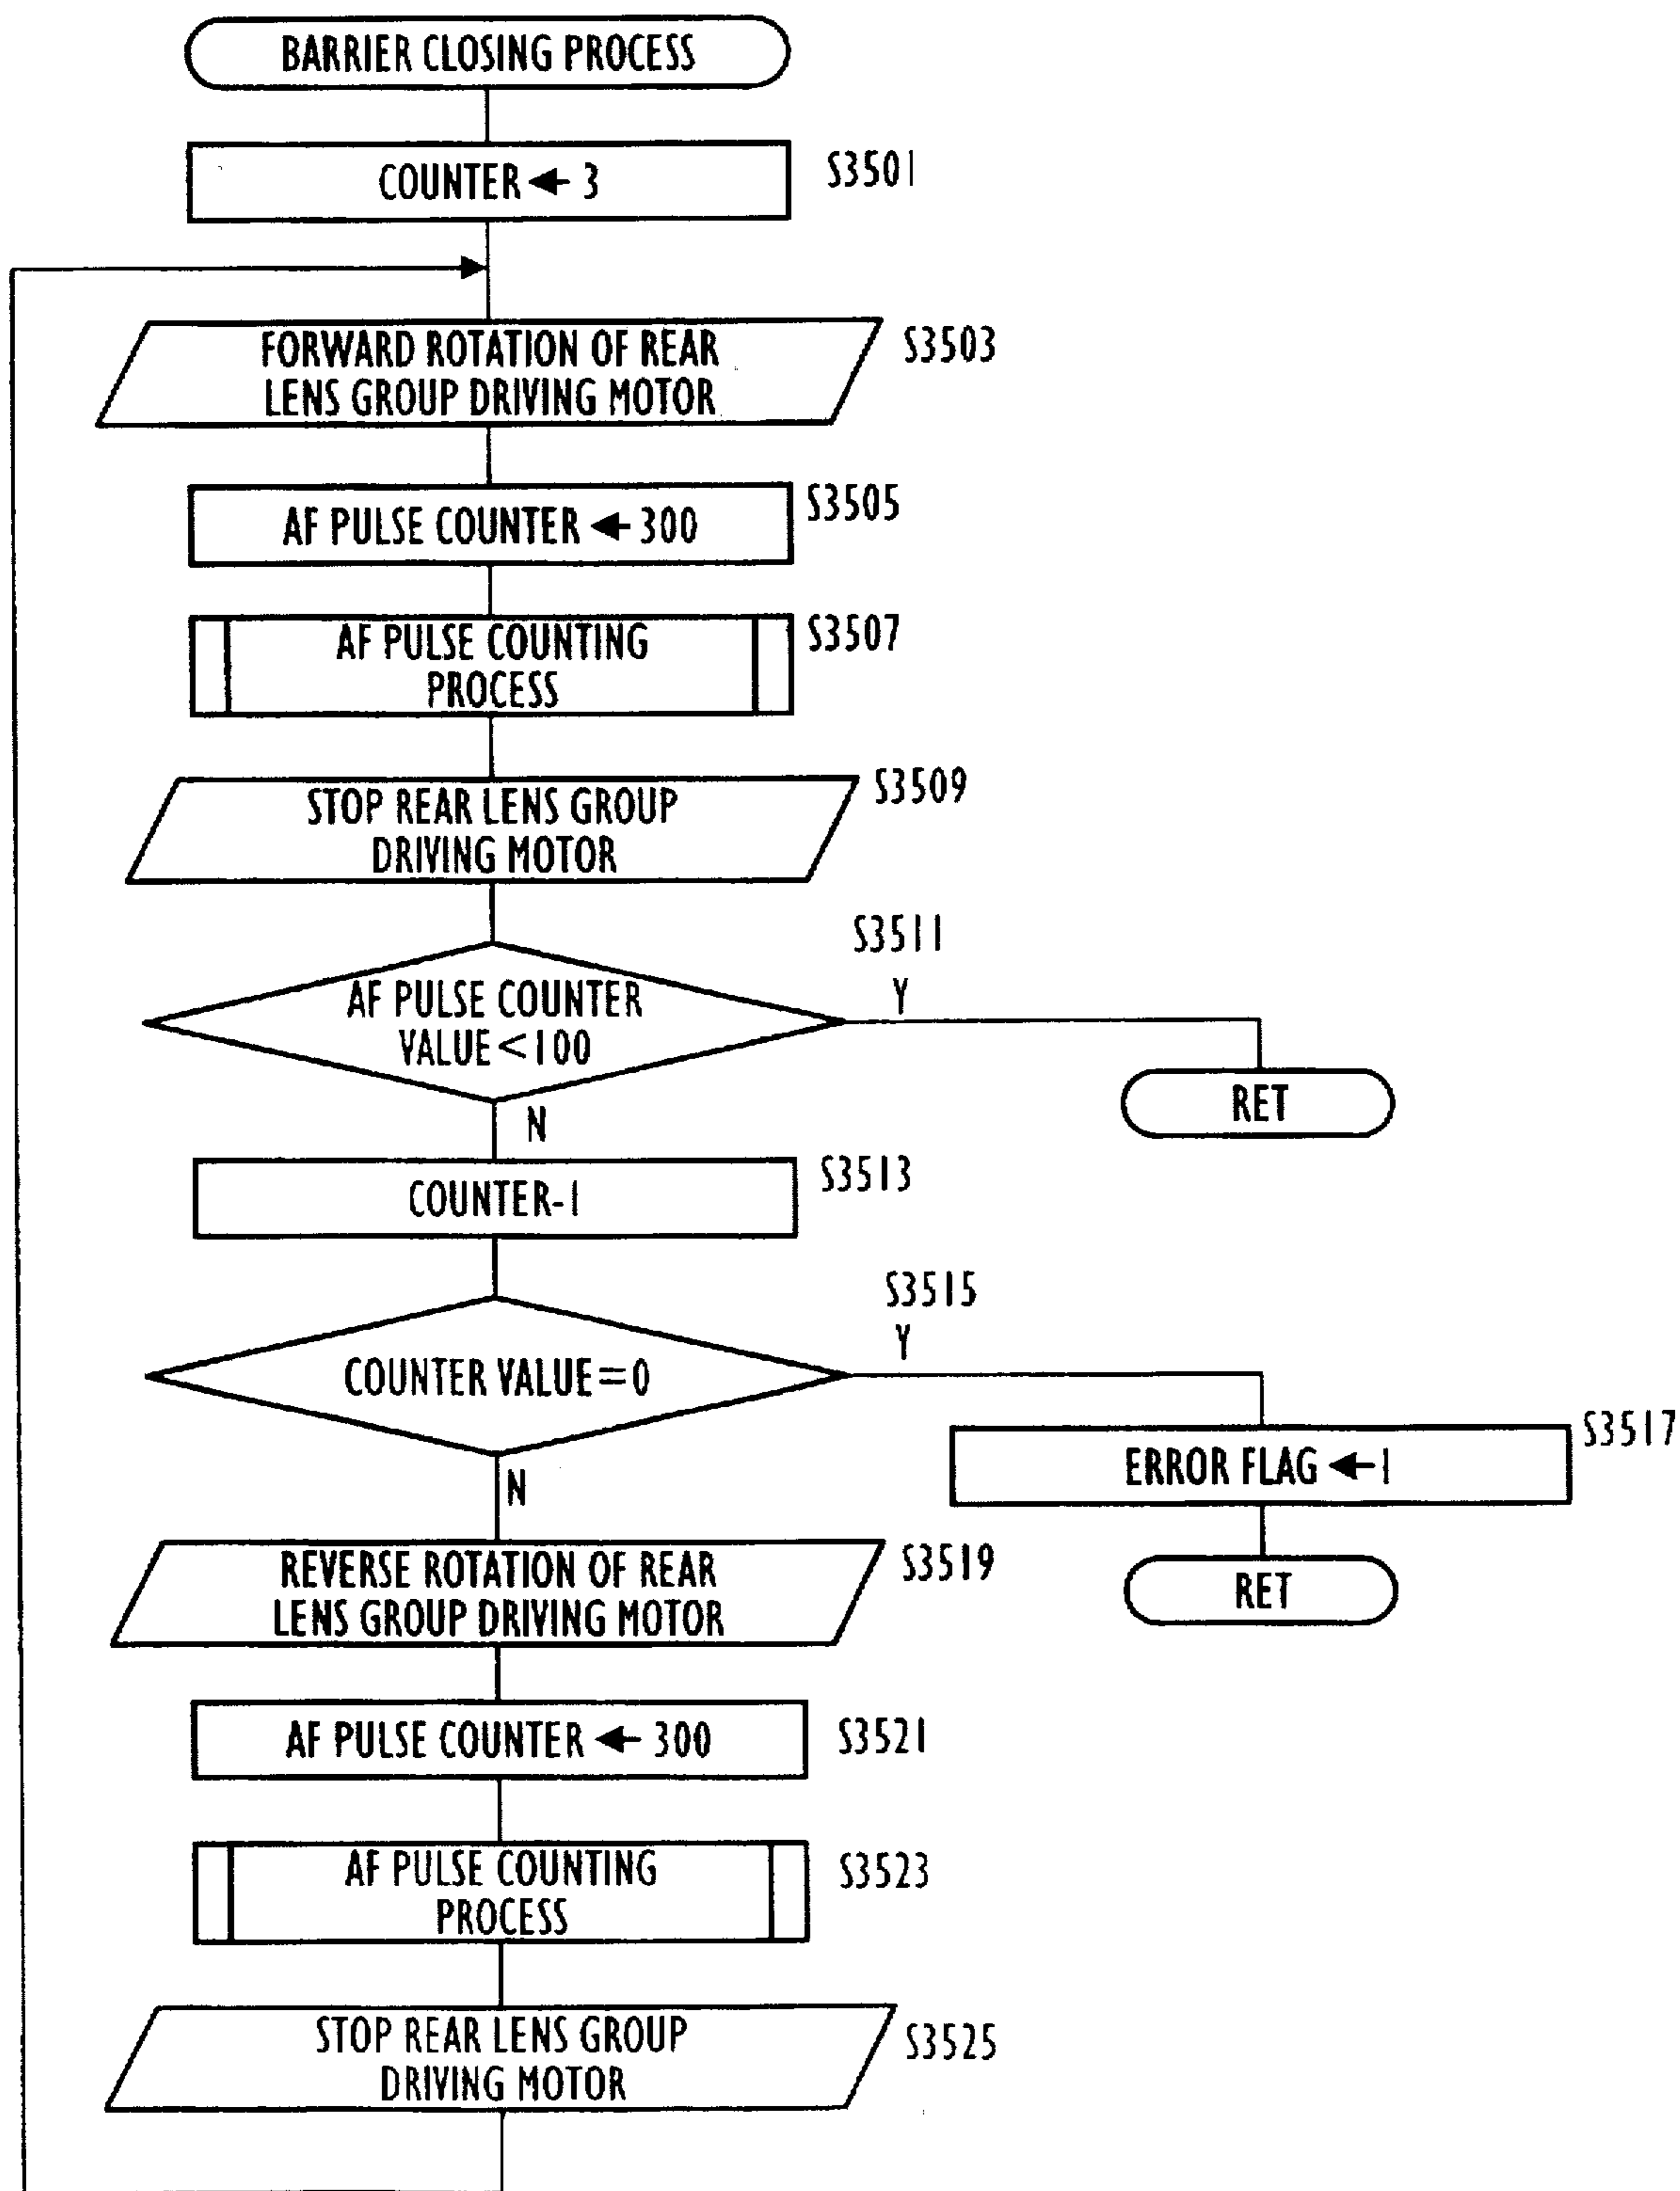 BARRIER CLOSING PROCESS
COUNTER ← 3
S3501
FORWARD ROTATION OF REAR
LENS GROUP DRIVING MOTOR
S3503
AF PULSE COUNTER ← 300
S3505
AF PULSE COUNTING
PROCESS
S3507
STOP REAR LENS GROUP
DRIVING MOTOR
S3509
S3511
AF PULSE COUNTER
VALUE<100
Y
RET
N
COUNTER-1
S3513
S3515
Y
COUNTER VALUE=0
S3517
ERROR FLAG ←1
RET
N
REVERSE ROTATION OF REAR
LENS GROUP DRIVING MOTOR
S3519
AF PULSE COUNTER ← 300
S3521
AF PULSE COUNTING
PROCESS
S3523
STOP REAR LENS GROUP
DRIVING MOTOR
S3525